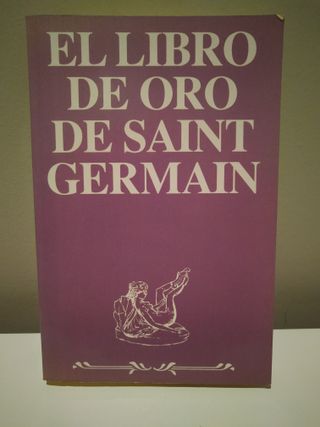 EL LIBRO
DE ORO
DE SAINT
GERMAIN